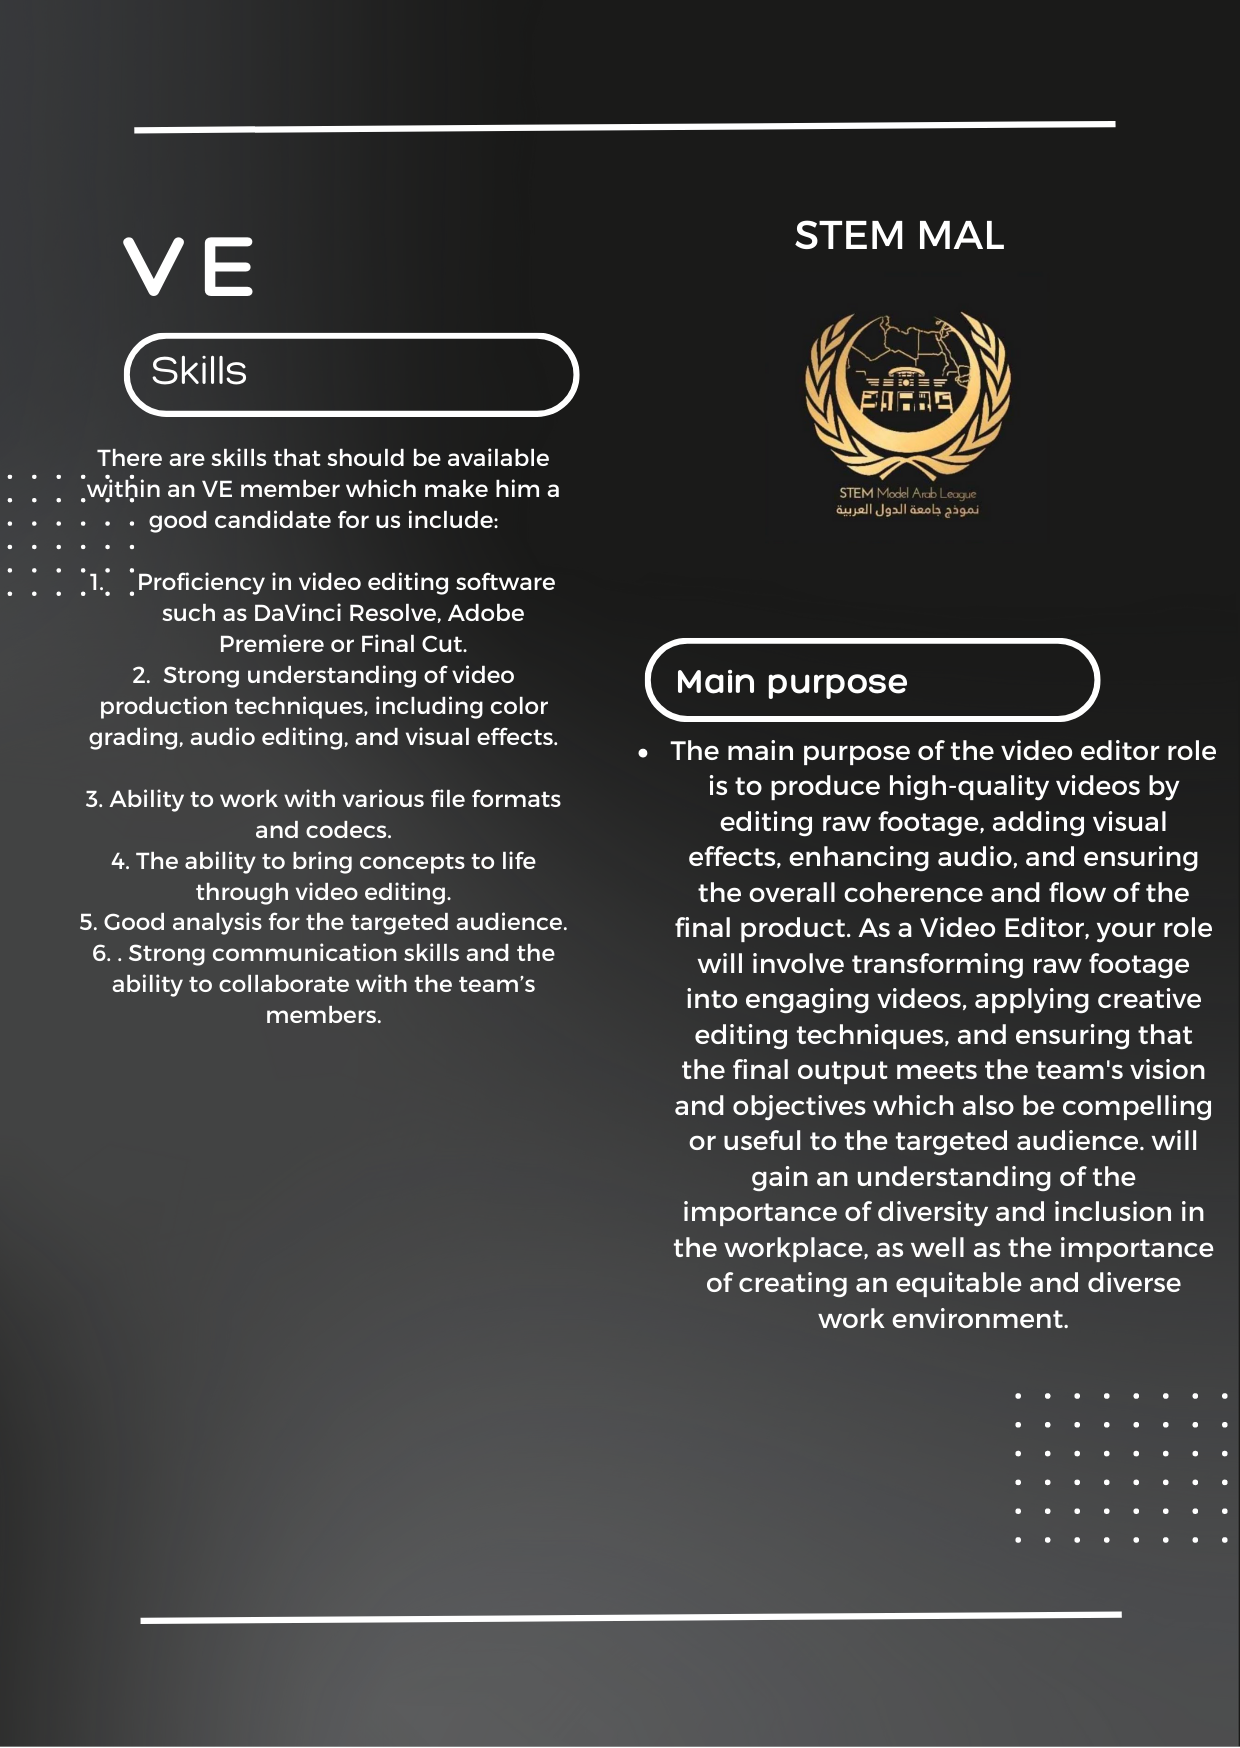 VE
Skills
There are skills that should be available
within an VE member which make him a
good candidate for us include:
1. Proficiency in video editing software
such as DaVinci Resolve, Adobe
Premiere or Final Cut.
2. Strong understanding of video
production techniques, including color
grading, audio editing, and visual effects.
3. Ability to work with various file formats
and codecs.
4. The ability to bring concepts to life
through video editing.
5. Good analysis for the targeted audience.
6. . Strong communication skills and the
ability to collaborate with the team’s
members.
STEM MAL
STEM Model Arab League
نموذج جامعة الدول العربية
Main purpose
• The main purpose of the video editor role
is to produce high-quality videos by
editing raw footage, adding visual
effects, enhancing audio, and ensuring
the overall coherence and flow of the
final product. As a Video Editor, your role
will involve transforming raw footage
into engaging videos, applying creative
editing techniques, and ensuring that
the final output meets the team's vision
and objectives which also be compelling
or useful to the targeted audience. will
gain an understanding of the
importance of diversity and inclusion in
the workplace, as well as the importance
of creating an equitable and diverse
work environment.